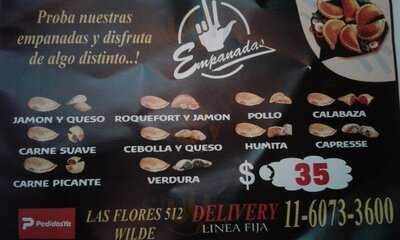 Proba nuestras
empanadas y disfruta
de algo distinto..!
Empanadas
JAMON Y QUESO
ROQUEFORT Y JAMON
POLLO
CALABAZA
CARNE SUAVE
CEBOLLA Y QUESO
HUMITA
CAPRESSE
CARNE PICANTE
VERDURA
$ 35
PedidosYa
LAS FLORES 512
WILDE
DELIVERY
LINEA FIJA
11-6073-3600